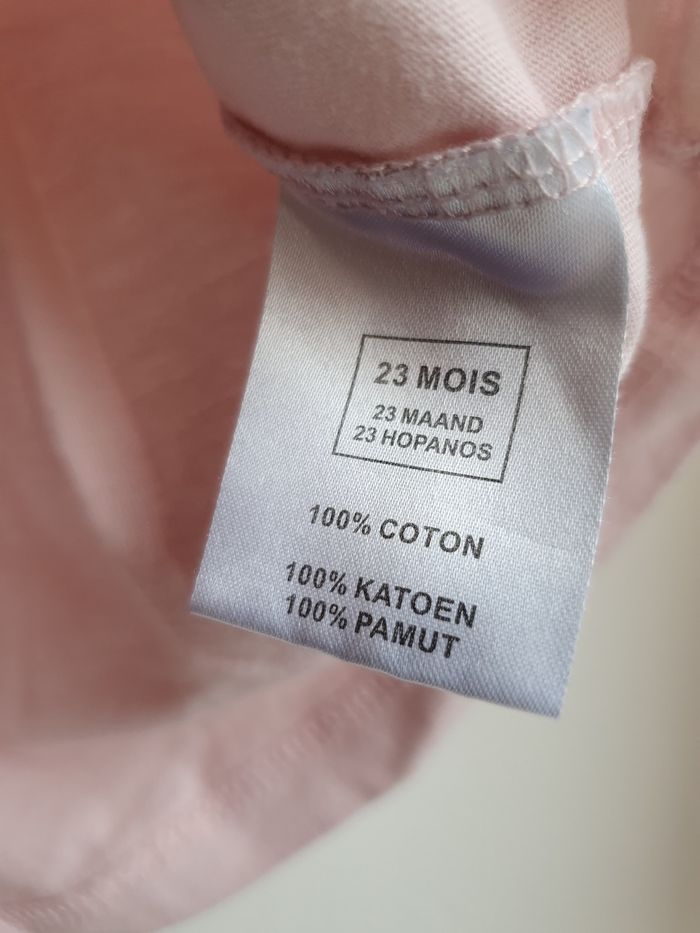 23 MOIS
23 MAAND
23 HOPANOS
100% COTON
100% KATOEN
100% PAMUT